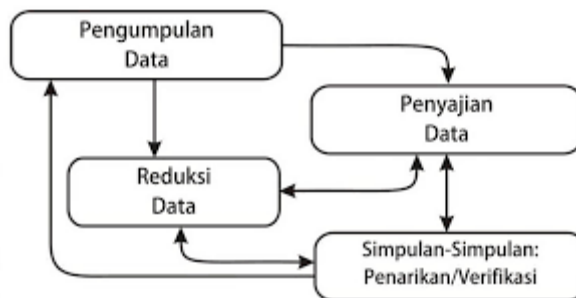 Pengumpulan
Data
Penyajian
Data
Reduksi
Data
Simpulan-Simpulan:
Penarikan/Verifikasi